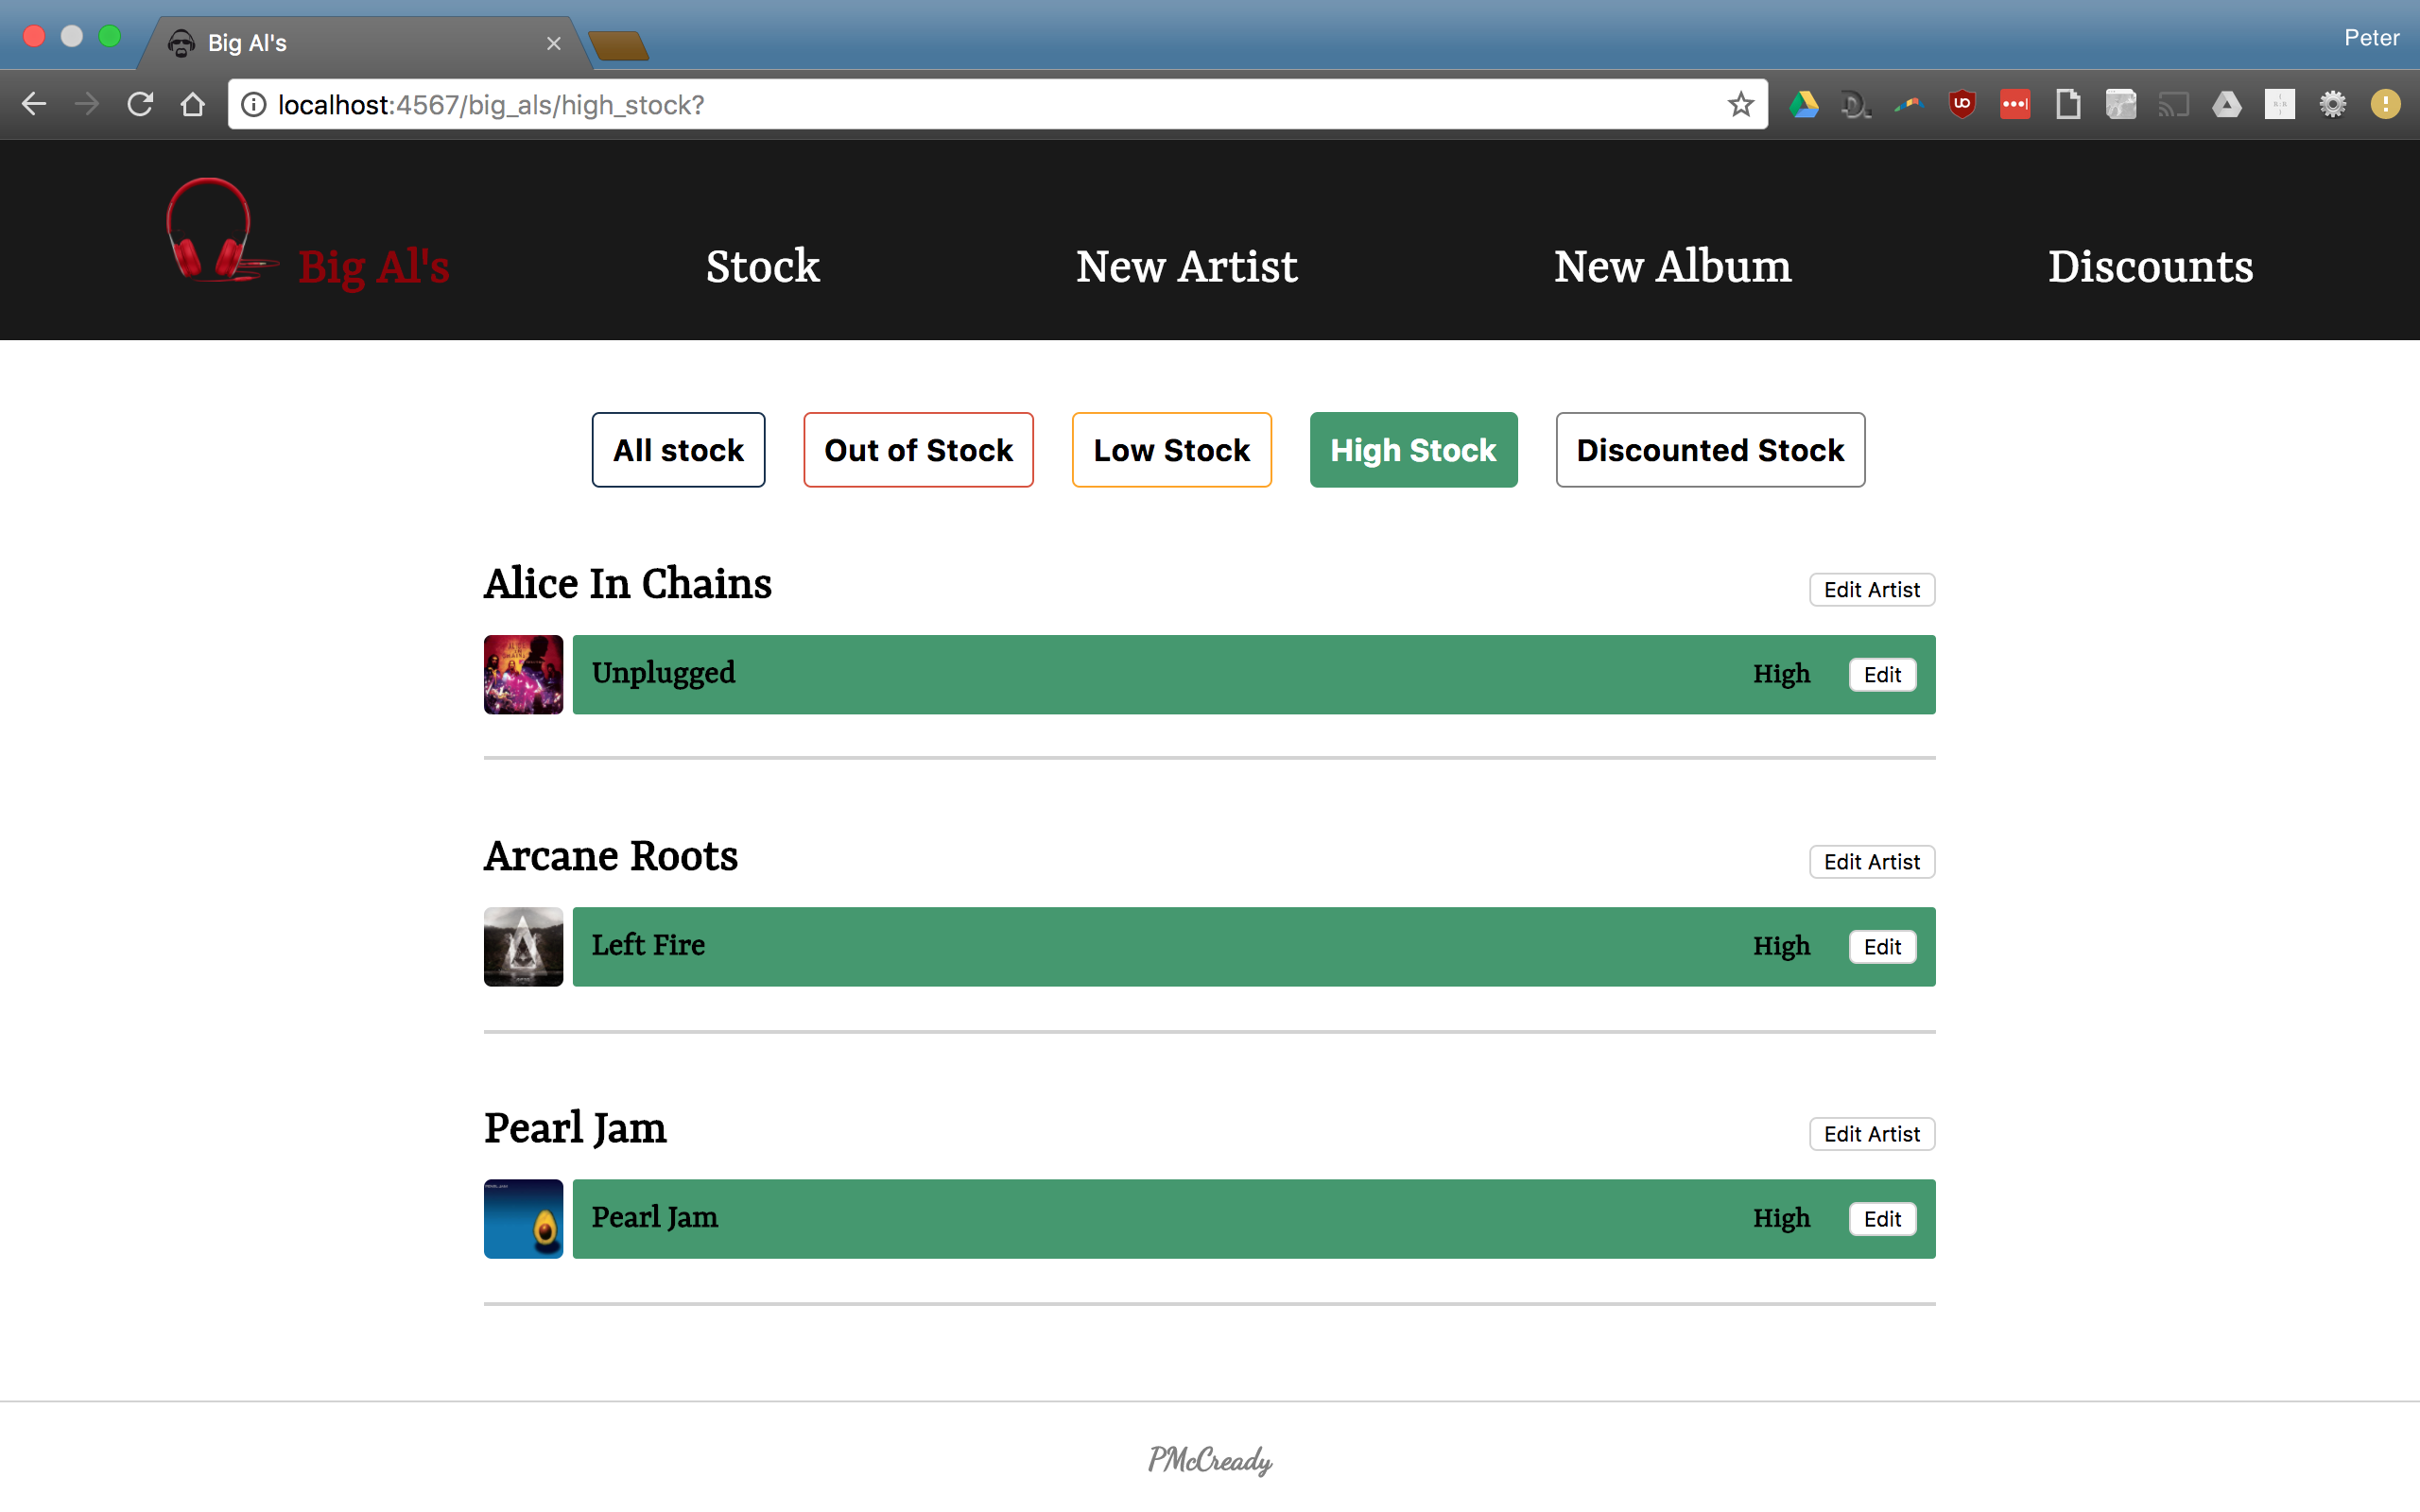 Big Al's
Peter
localhost:4567/big_als/high_stock?
Big Al's
Stock
New Artist
New Album
Discounts
All stock
Out of Stock
Low Stock
High Stock
Discounted Stock
Alice In Chains
Edit Artist
Unplugged
High
Edit
Arcane Roots
Edit Artist
Left Fire
High
Edit
Pearl Jam
Edit Artist
Pearl Jam
High
Edit
PMcCready